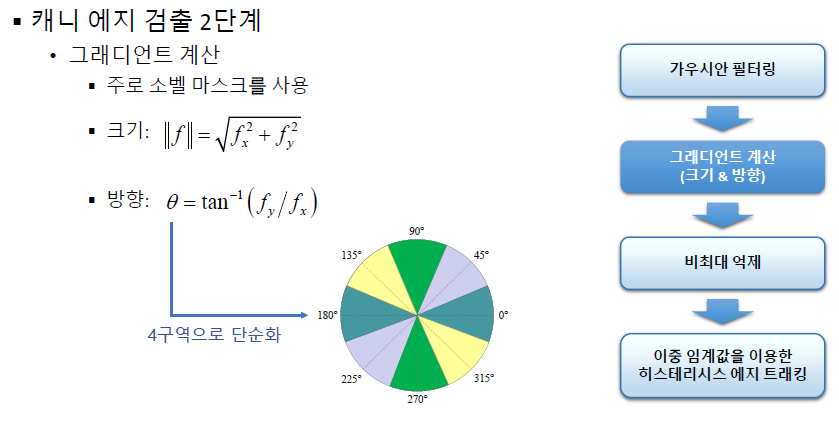 ▪ 캐니 에지 검출 2단계
• 그래디언트 계산
▪ 주로 소벨 마스크를 사용
▪ 크기: ‖f‖ = √(f_x^2 + f_y^2)
▪ 방향: θ = tan⁻¹(f_y/f_x)
4구역으로 단순화
90°
135°
45°
180°
0°
225°
315°
270°
가우시안 필터링
그래디언트 계산
(크기 & 방향)
비최대 억제
이중 임계값을 이용한
히스테리시스 에지 트래킹